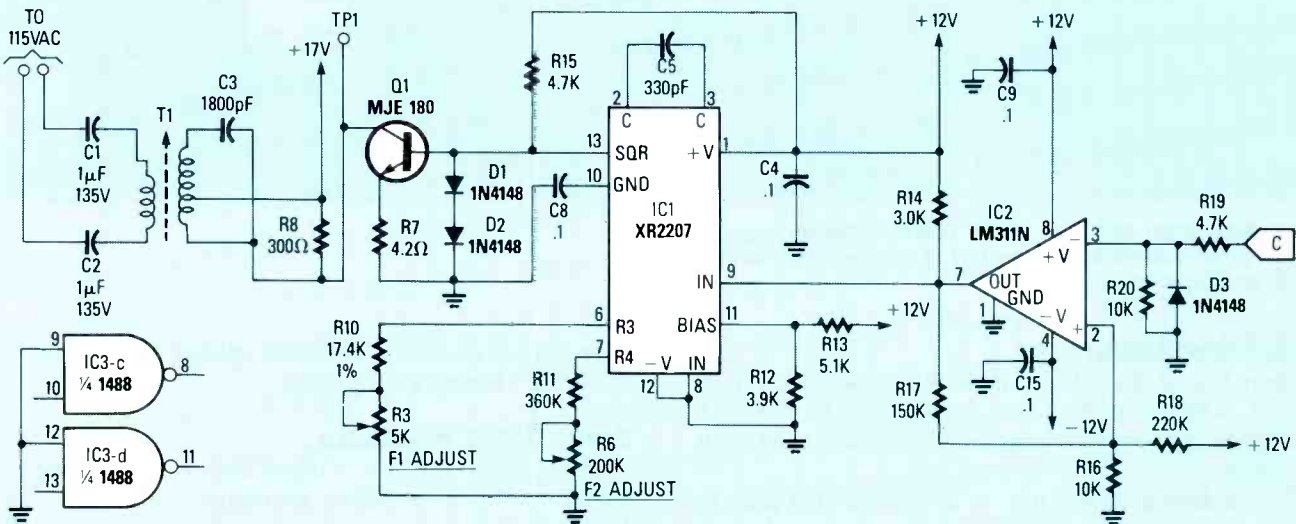 TO
115VAC
C1
1µF
135V
C2
1µF
135V
T1
C3
1800pF
+17V
R8
300Ω
TP1
Q1
MJE 180
R7
4.2Ω
D1
1N4148
D2
1N4148
R15
4.7K
C8
.1
C5
330pF
2
3
C
C
13
SQR
+V
1
10
GND
IC1
XR2207
IN
9
6
R3
BIAS
11
7
R4
-V
IN
12
8
C4
.1
R10
17.4K
1%
R3
5K
F1 ADJUST
R11
360K
R6
200K
F2 ADJUST
R12
3.9K
R13
5.1K
+12V
+12V
R14
3.0K
R17
150K
+12V
C9
.1
IC2
LM311N
8
+V
-
3
7
OUT
GND
1
-V
4
+
2
C15
.1
-12V
R19
4.7K
C
R20
10K
D3
1N4148
R18
220K
+12V
R16
10K
9
10
IC3-c
¼ 1488
8
12
13
IC3-d
¼ 1488
11